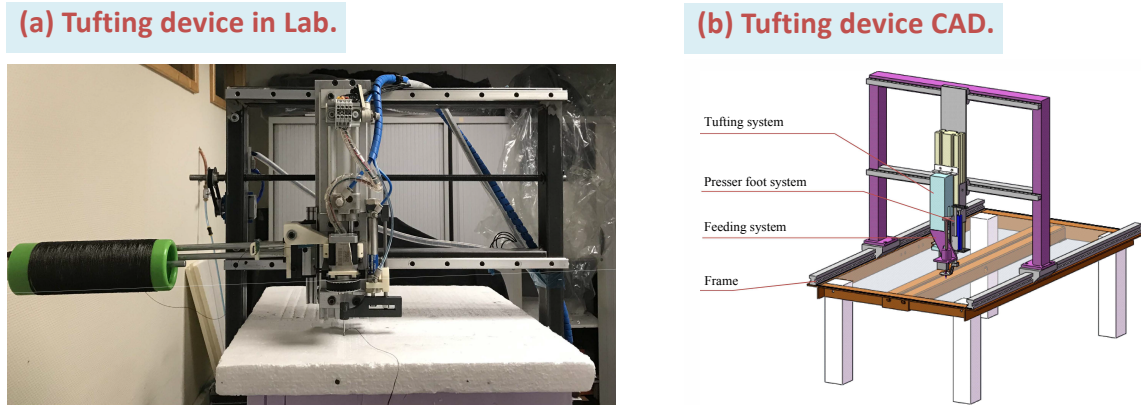 (a) Tufting device in Lab.
(b) Tufting device CAD.
Tufting system
Presser foot system
Feeding system
Frame